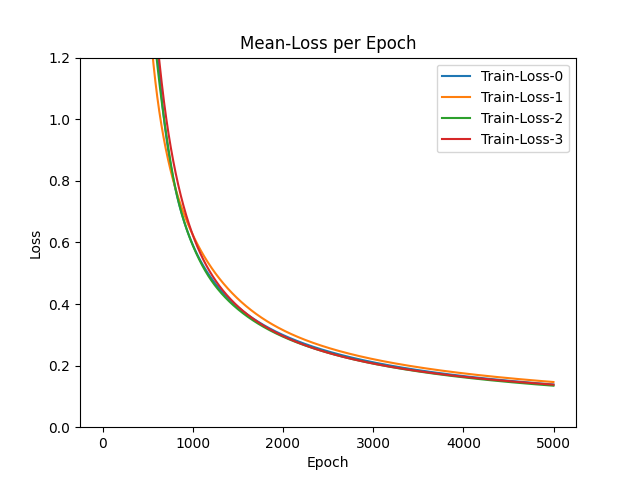 Mean-Loss per Epoch
Train-Loss-0
Train-Loss-1
Train-Loss-2
Train-Loss-3
1.2
1.0
0.8
0.6
0.4
0.2
0.0
Loss
0 1000 2000 3000 4000 5000
Epoch